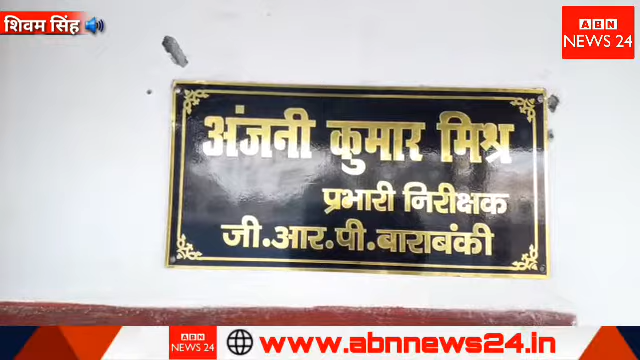 शिवम सिंह
ABN
NEWS 24
अंजनी कुमार मिश्र
प्रभारी निरीक्षक
जी.आर.पी.बाराबंकी
ABN
NEWS 24
www.abnnews24.in